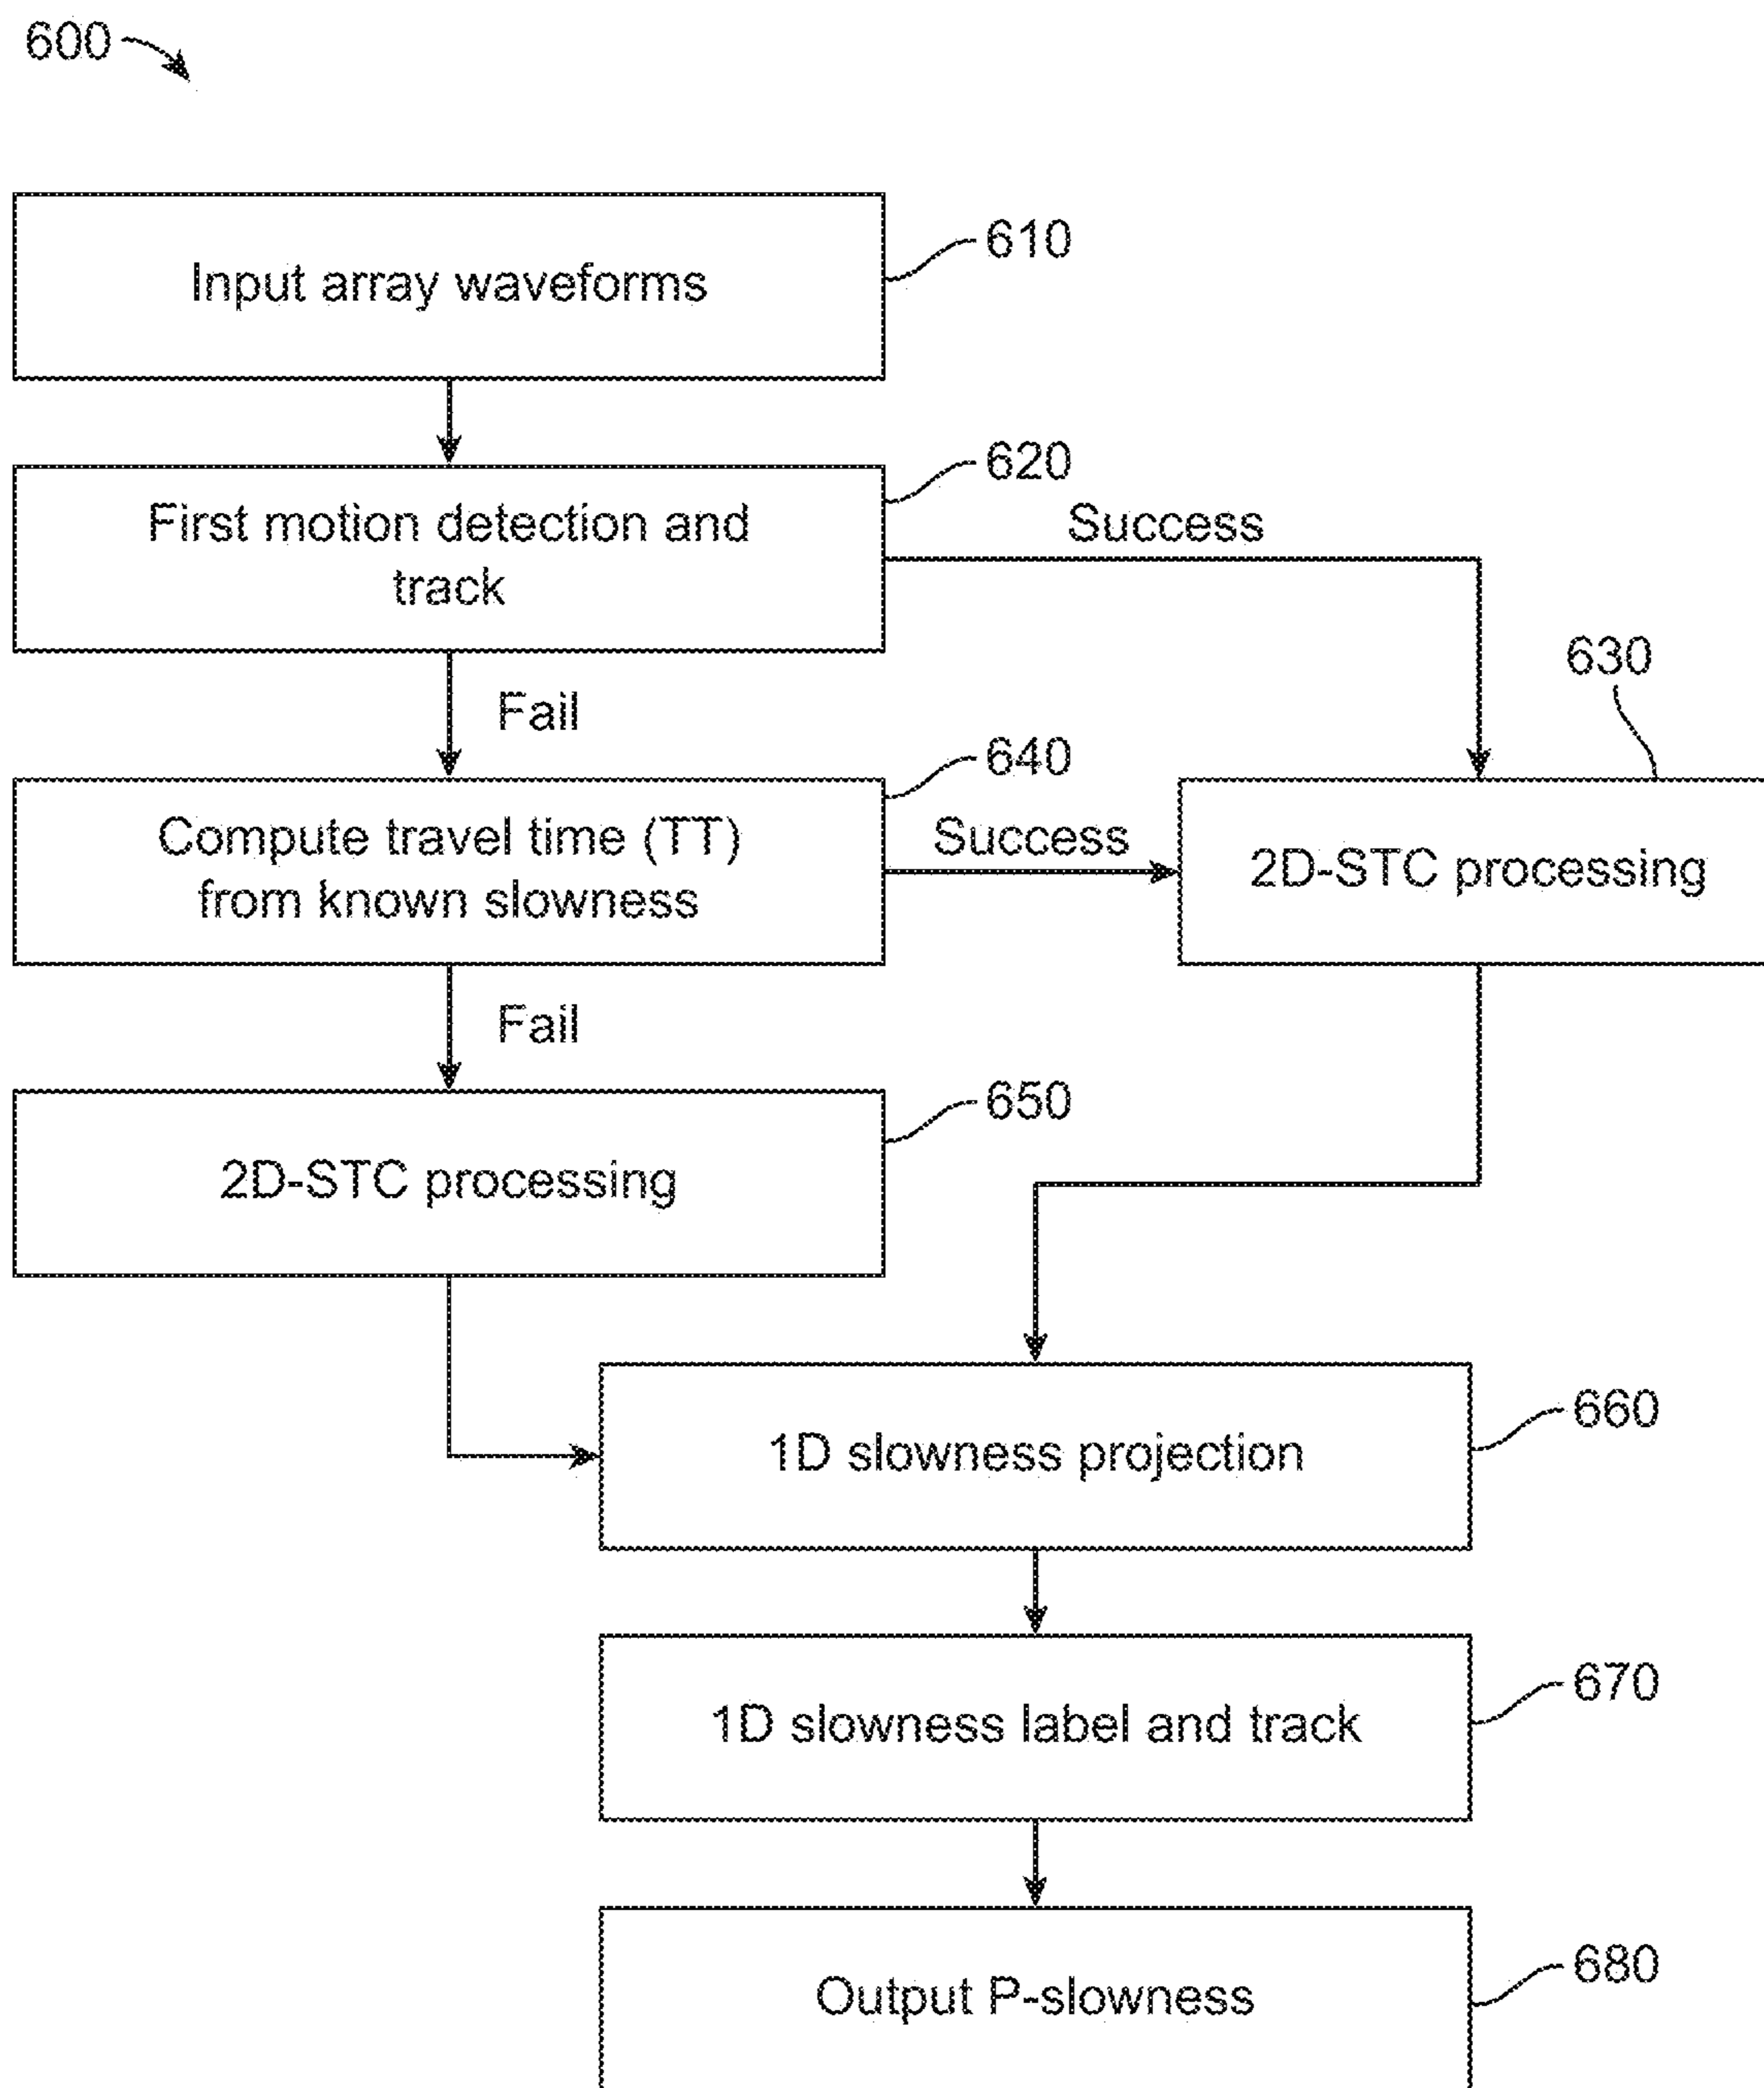 600
Input array waveforms
610
620
First motion detection and
track
Success
630
Fail
640
Compute travel time (TT)
from known slowness
Success
2D-STC processing
Fail
650
2D-STC processing
660
1D slowness projection
670
1D slowness label and track
680
Output P-slowness